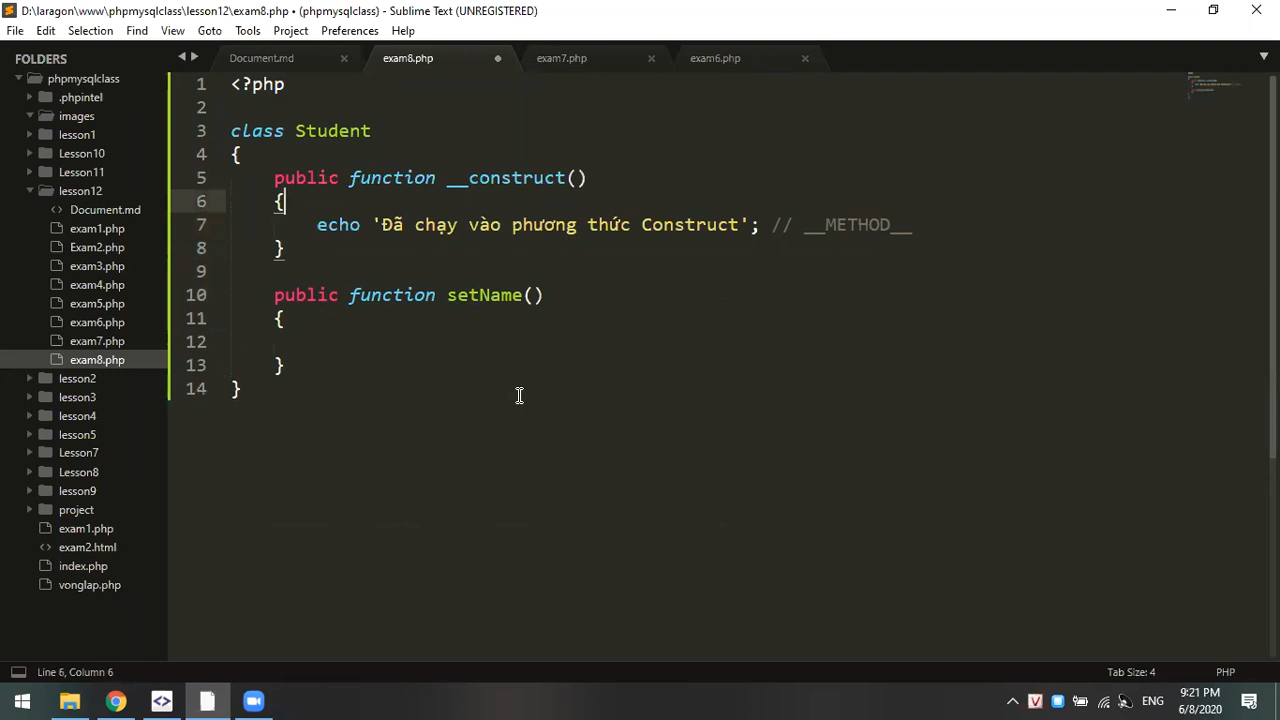 D:\laragon\www\phpmysqlclass\lesson12\exam8.php • (phpmysqlclass) - Sublime Text (UNREGISTERED)
File Edit Selection Find View Goto Tools Project Preferences Help
FOLDERS
phpmysqlclass
.phpintel
images
lesson1
Lesson10
Lesson11
lesson12
Document.md
exam1.php
Exam2.php
exam3.php
exam4.php
exam5.php
exam6.php
exam7.php
exam8.php
lesson2
lesson3
lesson4
lesson5
Lesson7
Lesson8
lesson9
project
exam1.php
exam2.html
index.php
vonglap.php
Document.md exam8.php exam7.php exam6.php
1 <?php
2
3 class Student
4 {
5 public function __construct()
6 {
7 echo 'Đã chạy vào phương thức Construct'; // __METHOD__
8 }
9
10 public function setName()
11 {
12
13 }
14 }
Line 6, Column 6 Tab Size: 4 PHP
ENG
9:21 PM
6/8/2020